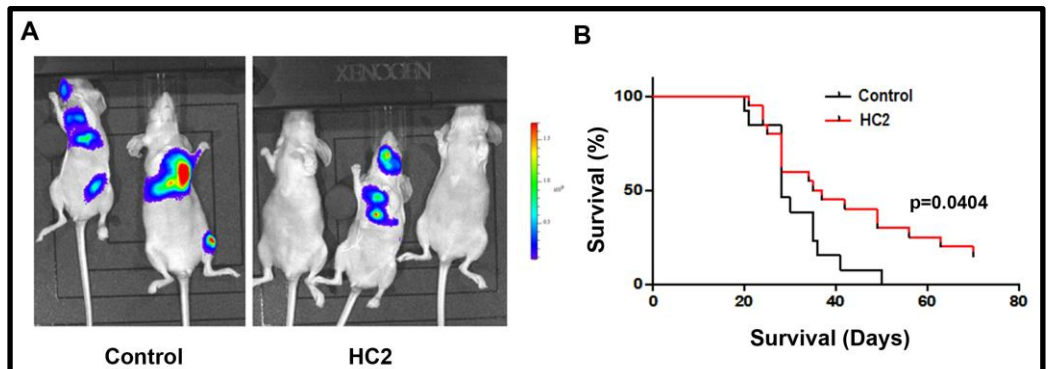 A
XENOGEN
Control
HC2
B
Control
HC2
p=0.0404
Survival (%)
100
50
0
0
20
40
60
80
Survival (Days)